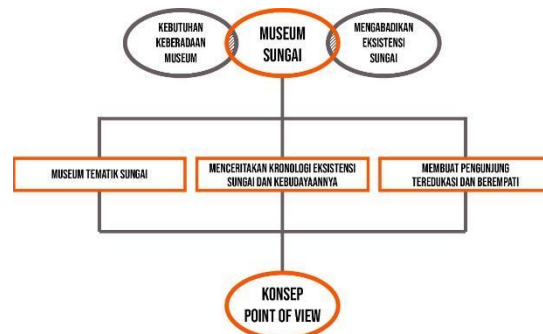 KEBUTUHAN
KEBERADAAN
MUSEUM
MUSEUM
SUNGAI
MENGABADIKAN
EKSISTENSI
SUNGAI
MUSEUM TEMATIK SUNGAI
MENCERITAKAN KRONOLOGI EKSISTENSI
SUNGAI DAN KEBUDAYAANNYA
MEMBUAT PENGUNJUNG
TEREDUKASI DAN BEREMPATI
KONSEP
POINT OF VIEW